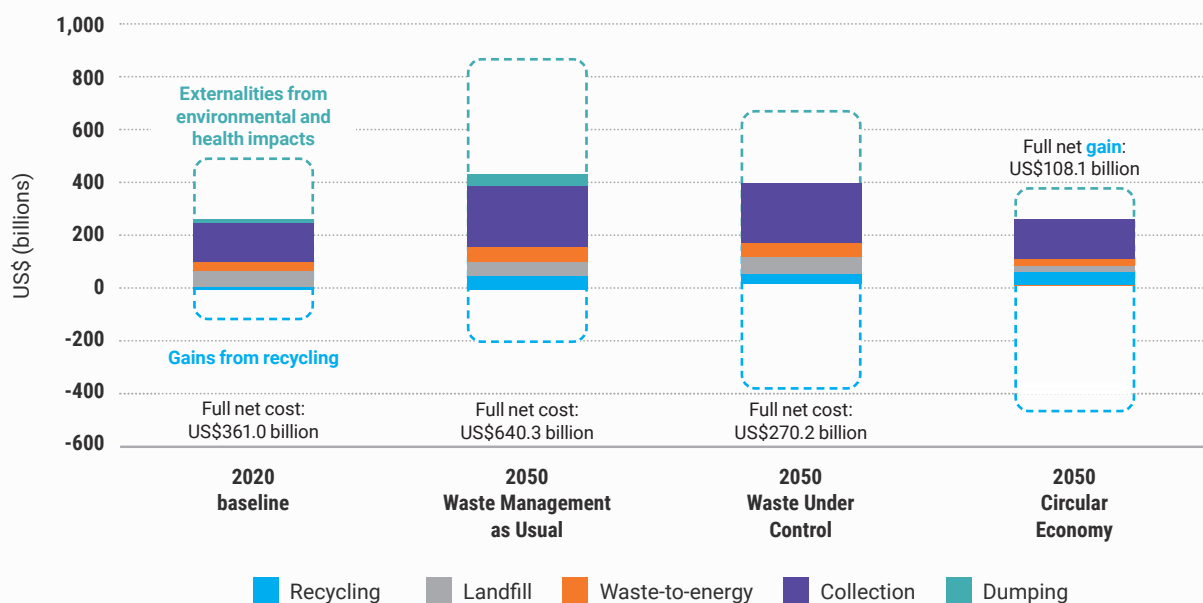 US$ (billions)
1,000
800
600
400
200
0
-200
-400
-600
Externalities from
environmental and
health impacts
Gains from recycling
Full net cost:
US$361.0 billion
Full net cost:
US$640.3 billion
Full net cost:
US$270.2 billion
Full net gain:
US$108.1 billion
2020
baseline
2050
Waste Management
as Usual
2050
Waste Under
Control
2050
Circular
Economy
Recycling
Landfill
Waste-to-energy
Collection
Dumping